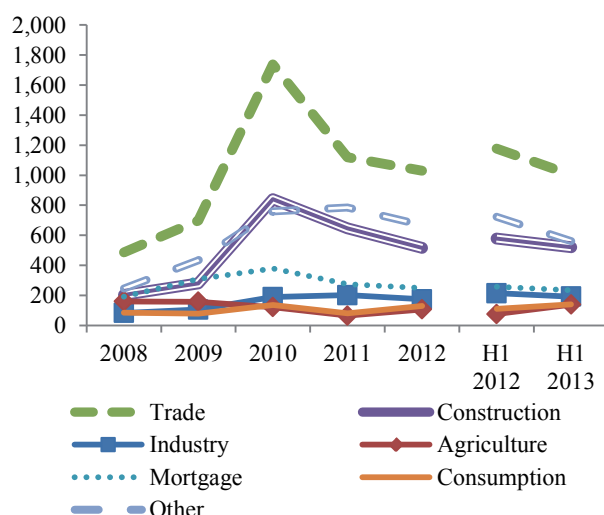 2,000
1,800
1,600
1,400
1,200
1,000
800
600
400
200
0
2008 2009 2010 2011 2012 H1 H1
2012 2013
Trade Construction
Industry Agriculture
Mortgage Consumption
Other